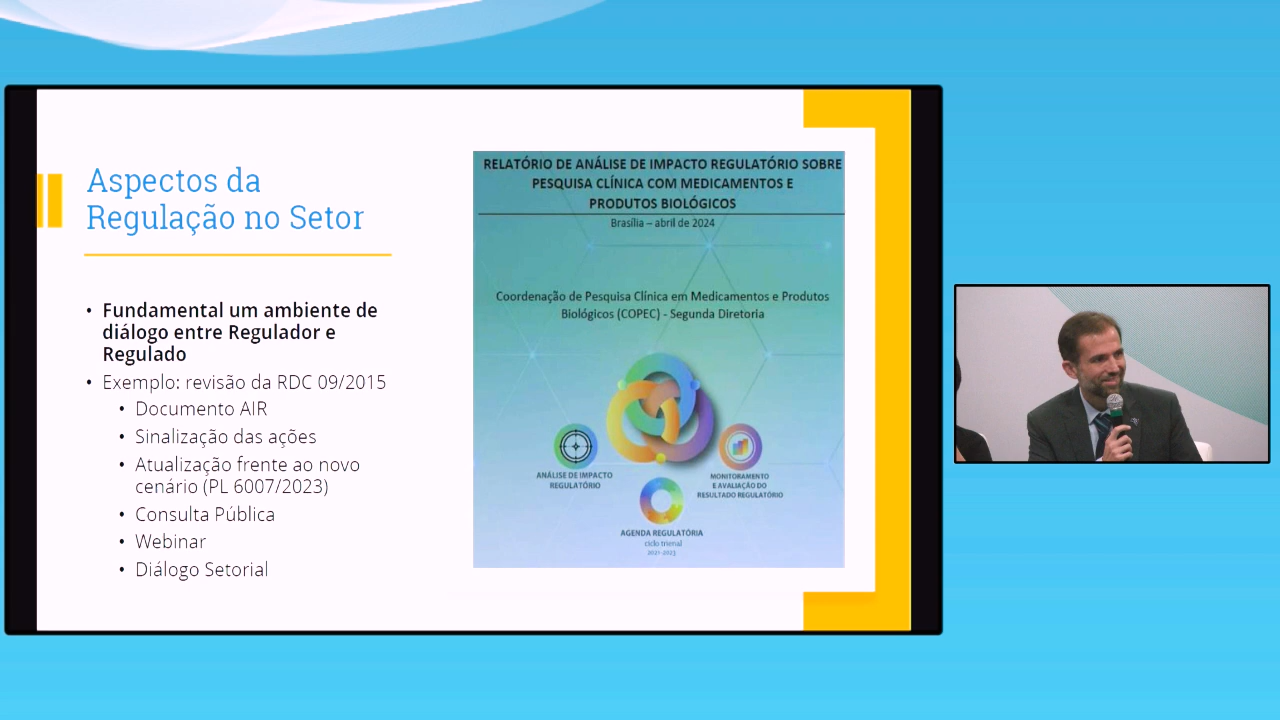 Aspectos da
Regulação no Setor
• Fundamental um ambiente de
diálogo entre Regulador e
Regulado
• Exemplo: revisão da RDC 09/2015
• Documento AIR
• Sinalização das ações
• Atualização frente ao novo
cenário (PL 6007/2023)
• Consulta Pública
• Webinar
• Diálogo Setorial
RELATÓRIO DE ANÁLISE DE IMPACTO REGULATÓRIO SOBRE
PESQUISA CLÍNICA COM MEDICAMENTOS E
PRODUTOS BIOLÓGICOS
Brasília – abril de 2024
Coordenação de Pesquisa Clínica em Medicamentos e Produtos
Biológicos (COPEC) - Segunda Diretoria
ANÁLISE DE IMPACTO
REGULATÓRIO
MONITORAMENTO
E AVALIAÇÃO DO
RESULTADO REGULATÓRIO
AGENDA REGULATÓRIA
ciclo trienal
2021-2023